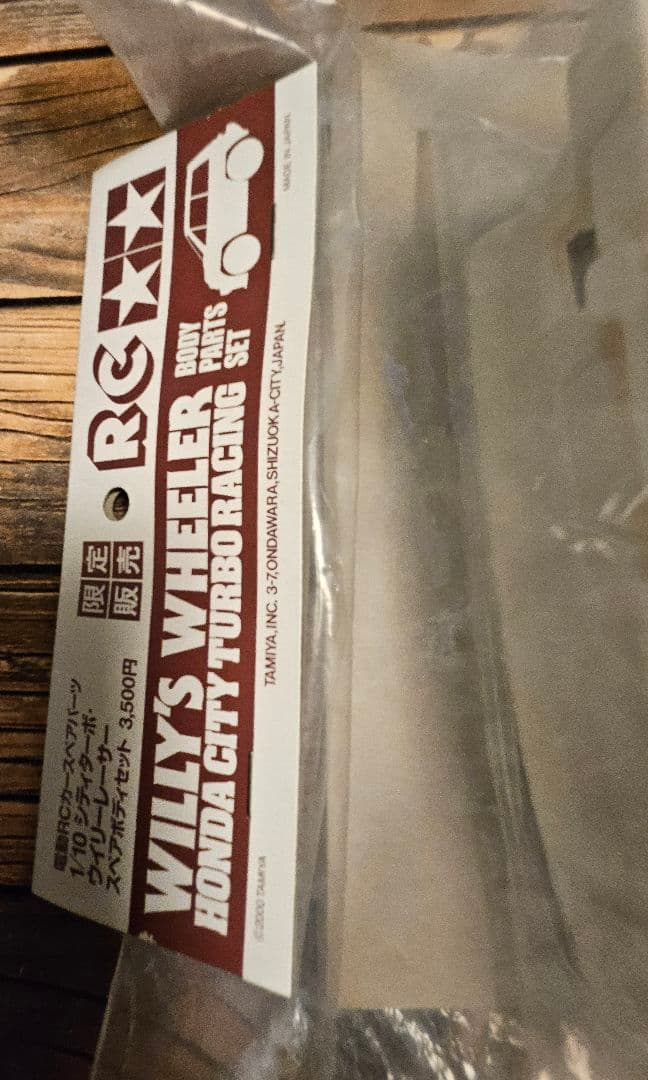 電動RCカースペアパーツ
1/10 シティターボ・
ウイリーレーサー
スペアボディセット 3,500円
限定
販売
RC
WILLY'S WHEELER
HONDA CITY TURBO RACING
BODY
PARTS
SET
TAMIYA, INC. 3-7, ONDAWARA, SHIZUOKA-CITY, JAPAN.
©2000 TAMIYA
MADE IN JAPAN.